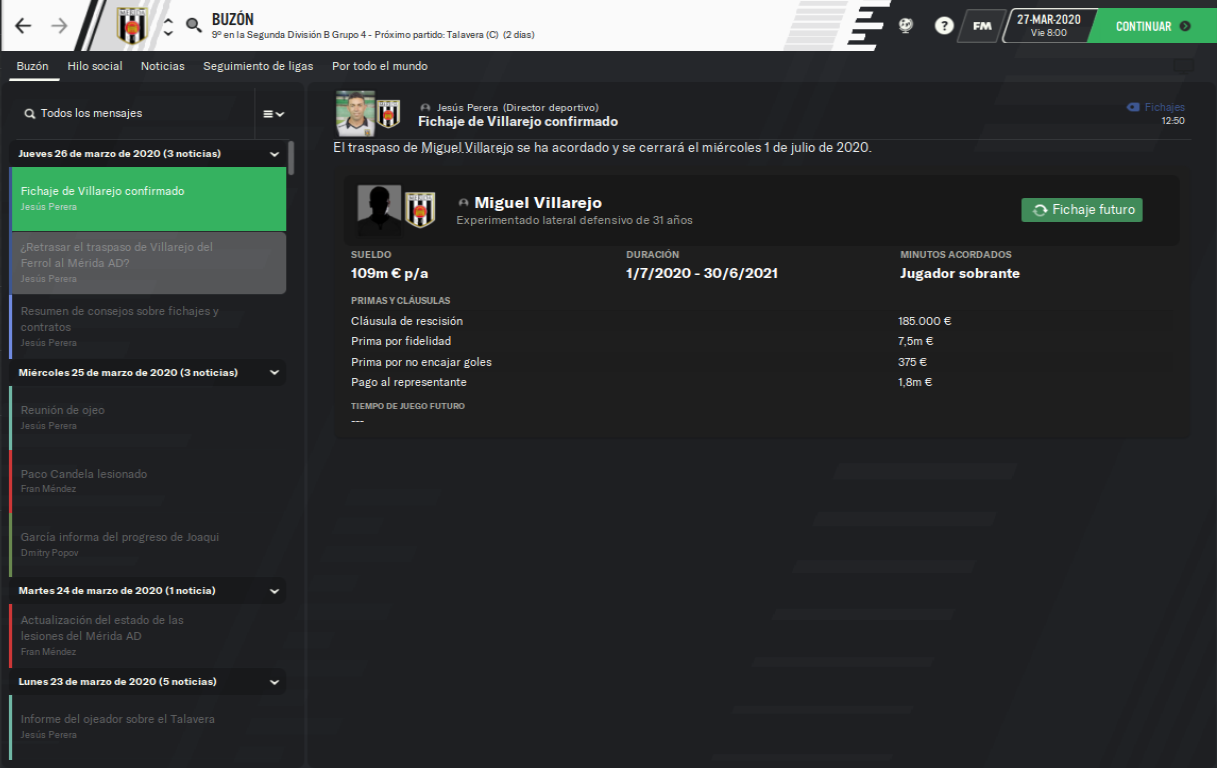 BUZÓN
9º en la Segunda División B Grupo 4 - Próximo partido: Talavera (C) (2 días)
?
FM
27-MAR-2020
Vie 8:00
CONTINUAR
Buzón
Hilo social
Noticias
Seguimiento de ligas
Por todo el mundo
Todos los mensajes
Jueves 26 de marzo de 2020 (3 noticias)
Fichaje de Villarejo confirmado
Jesús Perera
¿Retrasar el traspaso de Villarejo del
Ferrol al Mérida AD?
Jesús Perera
Resumen de consejos sobre fichajes y
contratos
Jesús Perera
Miércoles 25 de marzo de 2020 (3 noticias)
Reunión de ojeo
Jesús Perera
Paco Candela lesionado
Fran Méndez
García informa del progreso de Joaqui
Dmitry Popov
Martes 24 de marzo de 2020 (1 noticia)
Actualización del estado de las
lesiones del Mérida AD
Fran Méndez
Lunes 23 de marzo de 2020 (5 noticias)
Informe del ojeador sobre el Talavera
Jesús Perera
Jesús Perera (Director deportivo)
Fichaje de Villarejo confirmado
Fichajes
12:50
El traspaso de Miguel Villarejo se ha acordado y se cerrará el miércoles 1 de julio de 2020.
Miguel Villarejo
Experimentado lateral defensivo de 31 años
Fichaje futuro
SUELDO
109m € p/a
DURACIÓN
1/7/2020 - 30/6/2021
MINUTOS ACORDADOS
Jugador sobrante
PRIMAS Y CLÁUSULAS
Cláusula de rescisión 185.000 €
Prima por fidelidad 7,5m €
Prima por no encajar goles 375 €
Pago al representante 1,8m €
TIEMPO DE JUEGO FUTURO
---